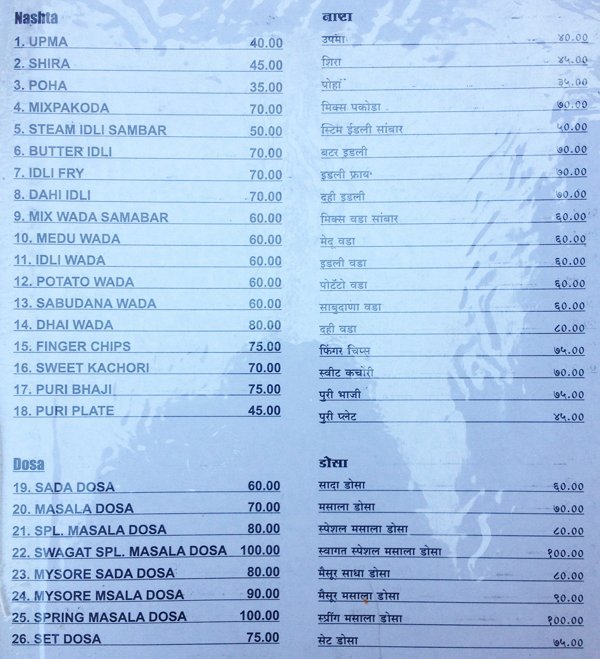 Nashta
1. UPMA 40.00
2. SHIRA 45.00
3. POHA 35.00
4. MIXPAKODA 70.00
5. STEAM IDLI SAMBAR 50.00
6. BUTTER IDLI 70.00
7. IDLI FRY 70.00
8. DAHI IDLI 70.00
9. MIX WADA SAMABAR 60.00
10. MEDU WADA 60.00
11. IDLI WADA 60.00
12. POTATO WADA 60.00
13. SABUDANA WADA 60.00
14. DHAI WADA 80.00
15. FINGER CHIPS 75.00
16. SWEET KACHORI 70.00
17. PURI BHAJI 75.00
18. PURI PLATE 45.00
Dosa
19. SADA DOSA 60.00
20. MASALA DOSA 70.00
21. SPL. MASALA DOSA 80.00
22. SWAGAT SPL. MASALA DOSA 100.00
23. MYSORE SADA DOSA 80.00
24. MYSORE MSALA DOSA 90.00
25. SPRING MASALA DOSA 100.00
26. SET DOSA 75.00
नाश्टा
उपमा ४०.००
शिरा ४५.००
पोहा ३५.००
मिक्स पकोडा ७०.००
स्टिम ईडली सांबार ५०.००
बटर इडली ७०.००
इडली फ्राय ७०.००
दही इडली ७०.००
मिक्स वडा सांबार ६०.००
मेदू वडा ६०.००
इडली वडा ६०.००
पोटॅटो वडा ६०.००
साबुदाणा वडा ६०.००
दही वडा ८०.००
फिंगर चिप्स ७५.००
स्वीट कचोरी ७०.००
पुरी भाजी ७५.००
पुरी प्लेट ४५.००
डोसा
सादा डोसा ६०.००
मसाला डोसा ७०.००
स्पेशल मसाला डोसा ८०.००
स्वागत स्पेशल मसाला डोसा १००.००
मैसूर साधा डोसा ८०.००
मैसूर मसाला डोसा ९०.००
स्प्रींग मसाला डोसा १००.००
सेट डोसा ७५.००